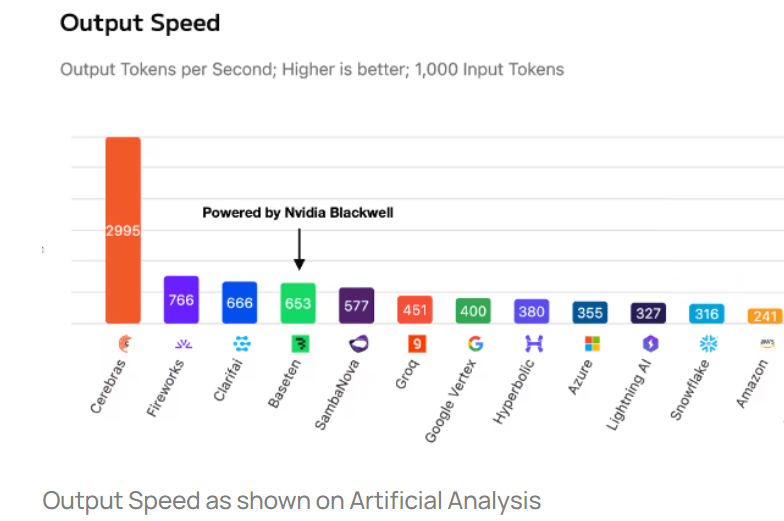 Output Speed
Output Tokens per Second; Higher is better; 1,000 Input Tokens
Powered by Nvidia Blackwell
2995
766
666
653
577
451
400
380
355
327
316
241
9
aws
Cerebras
Fireworks
Clarifai
Baseten
SambaNova
Groq
Google Vertex
Hyperbolic
Azure
Lightning AI
Snowflake
Amazon
Output Speed as shown on Artificial Analysis